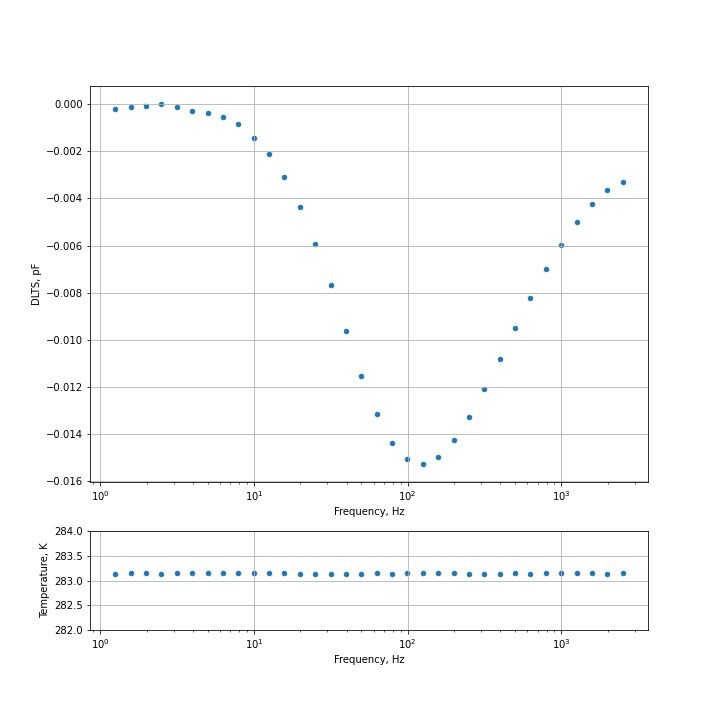 0.000
−0.002
−0.004
−0.006
−0.008
−0.010
−0.012
−0.014
−0.016
DLTS, pF
10⁰ 10¹ 10² 10³
Frequency, Hz
284.0
283.5
283.0
282.5
282.0
Temperature, K
10⁰ 10¹ 10² 10³
Frequency, Hz